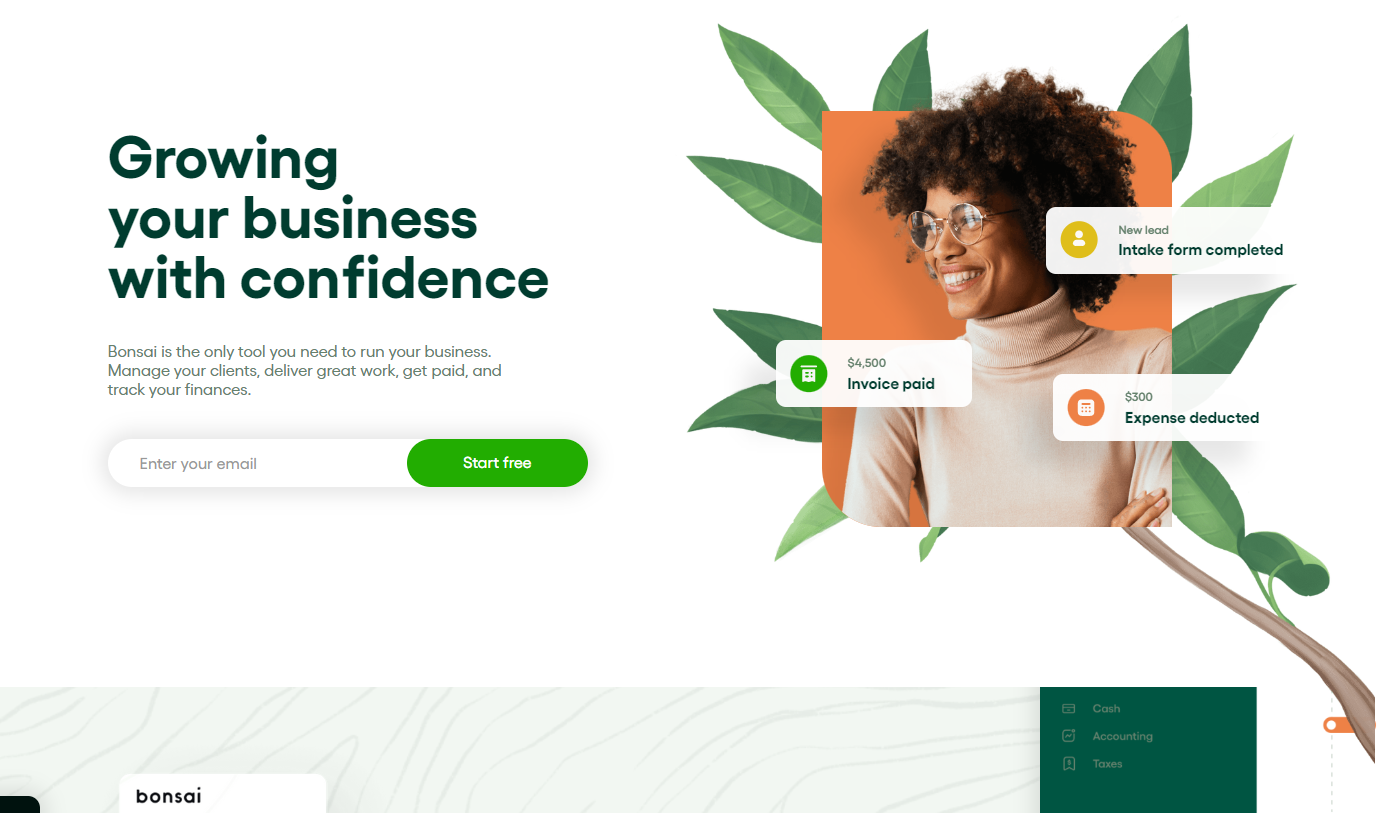 Growing
your business
with confidence
Bonsai is the only tool you need to run your business.
Manage your clients, deliver great work, get paid, and
track your finances.
Enter your email
Start free
New lead
Intake form completed
$4,500
Invoice paid
$300
Expense deducted
Cash
Accounting
Taxes
bonsai